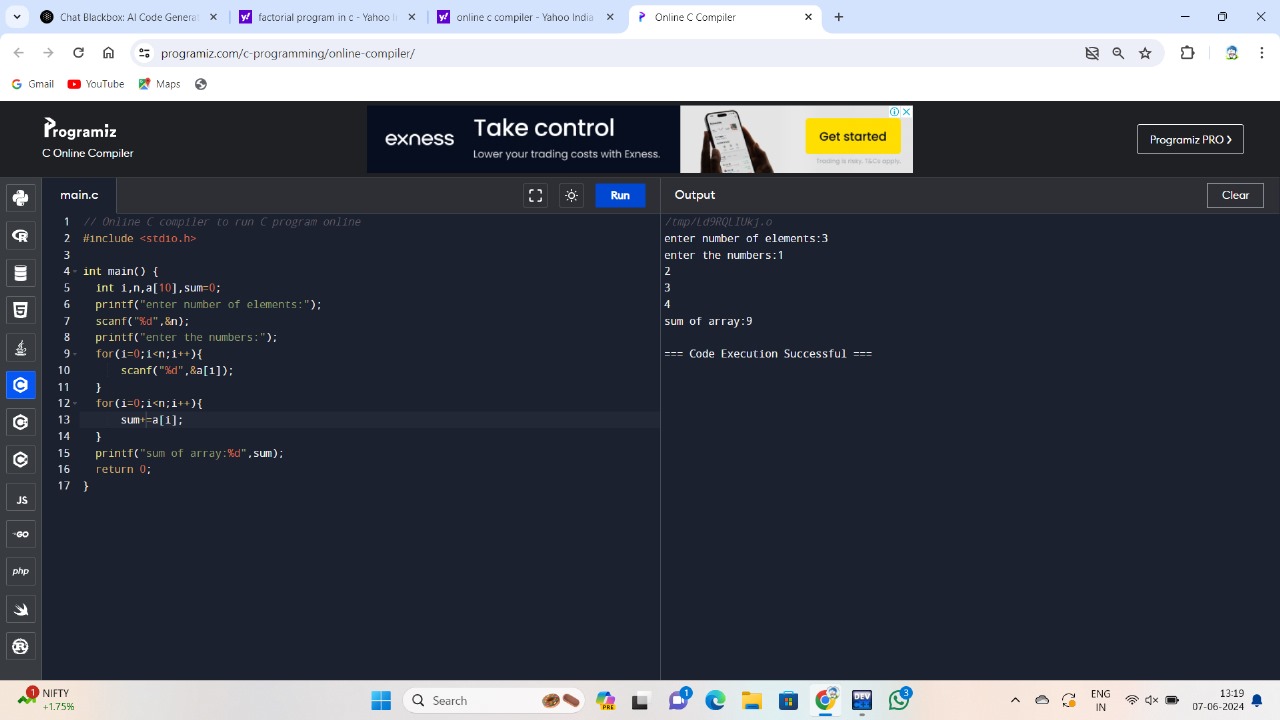 Chat Blackbox: AI Code Genera
factorial program in c - Yahoo I
online c compiler - Yahoo India
Online C Compiler
programiz.com/c-programming/online-compiler/
Gmail
YouTube
Maps
Programiz
C Online Compiler
exness
Take control
Lower your trading costs with Exness.
Get started
Trading is risky. T&Cs apply.
Programiz PRO >
main.c
Run
Output
Clear
1 // Online C compiler to run C program online
2 #include <stdio.h>
3
4 int main() {
5 int i,n,a[10],sum=0;
6 printf("enter number of elements:");
7 scanf("%d",&n);
8 printf("enter the numbers:");
9 for(i=0;i<n;i++){
10 scanf("%d",&a[i]);
11 }
12 for(i=0;i<n;i++){
13 sum+=a[i];
14 }
15 printf("sum of array:%d",sum);
16 return 0;
17 }
/tmp/Ld9RQLIUkj.o
enter number of elements:3
enter the numbers:1
2
3
4
sum of array:9
=== Code Execution Successful ===
JS
GO
php
1
NIFTY
+1.75%
Search
PRE
1
DEV
3
ENG
IN
13:19
07-06-2024